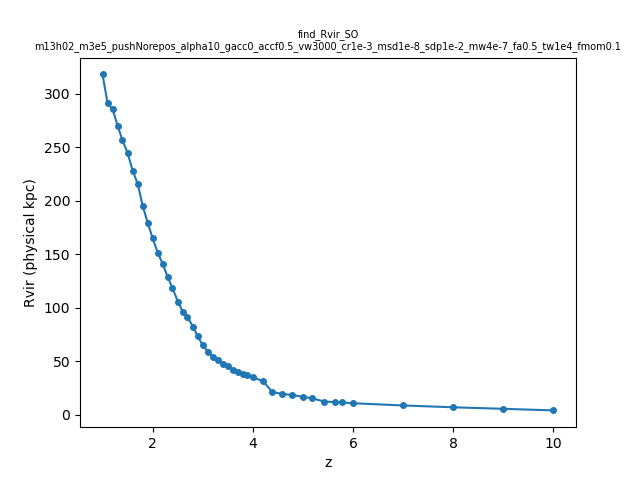 find_Rvir_SO
m13h02_m3e5_pushNorepos_alpha10_gacc0_accf0.5_vw3000_cr1e-3_msd1e-8_sdp1e-2_mw4e-7_fa0.5_tw1e4_fmom0.1
300
250
200
150
100
50
0
Rvir (physical kpc)
2 4 6 8 10
z